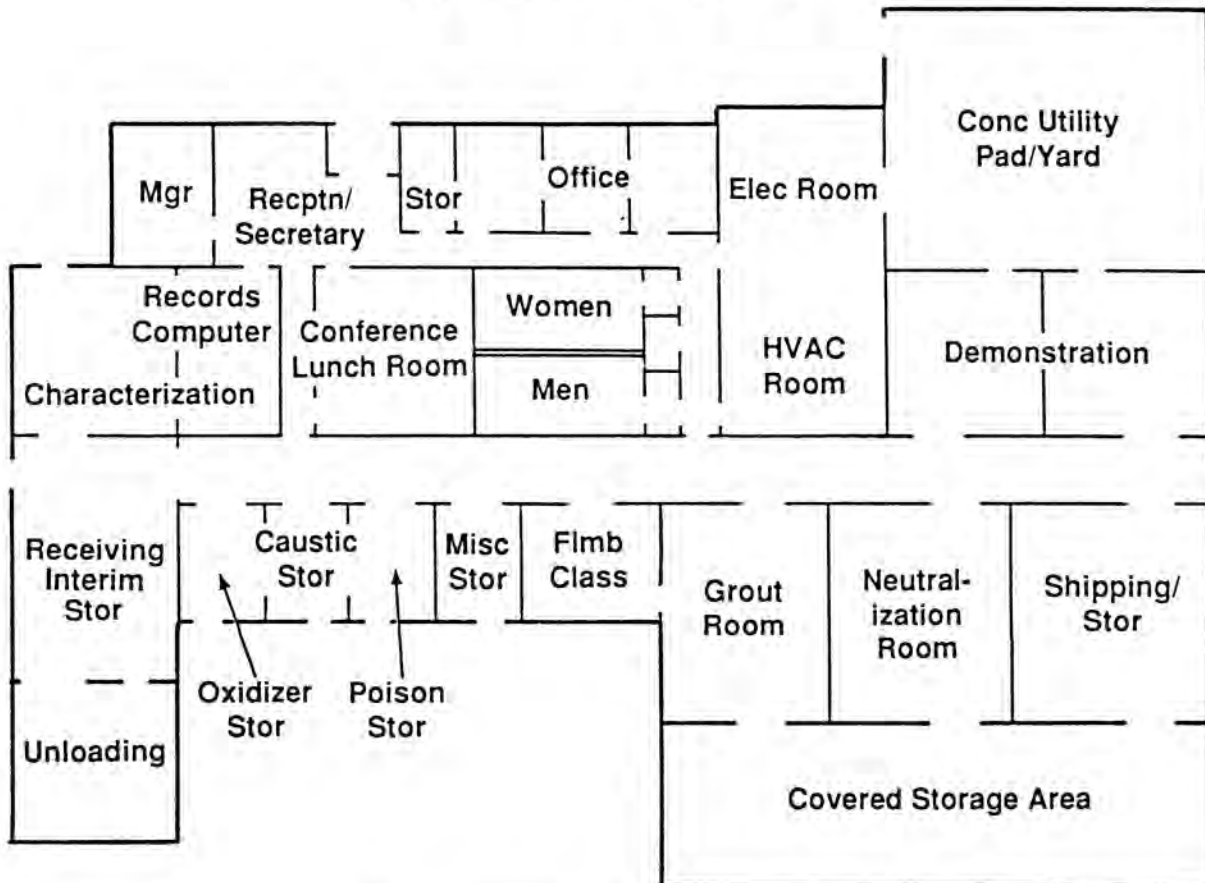 Conc Utility
Pad/Yard
Mgr
Recptn/
Secretary
Stor
Office
Elec Room
Records
Computer
Characterization
Conference
Lunch Room
Women
Men
HVAC
Room
Demonstration
Receiving
Interim
Stor
Caustic
Stor
Misc
Stor
Flmb
Class
Grout
Room
Neutral-
ization
Room
Shipping/
Stor
Oxidizer
Stor
Poison
Stor
Unloading
Covered Storage Area